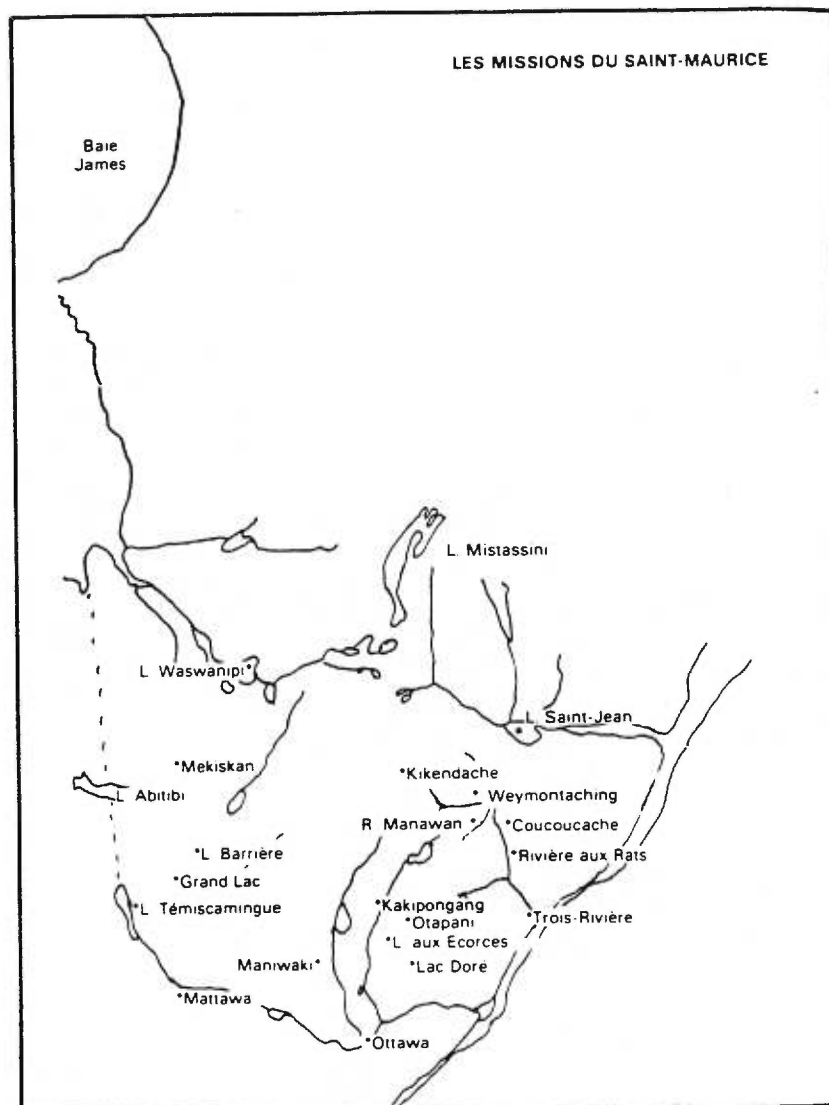 LES MISSIONS DU SAINT-MAURICE
Baie
James
L. Mistassini
L. Waswanipi
L. Saint-Jean
Mekiskan
Kikendache
L. Abitibi
Weymontaching
R. Manawan
Coucoucache
L. Barrière
Rivière aux Rats
Grand Lac
L. Témiscamingue
Kakipongang
Otapani
Trois-Rivière
L. aux Ecorces
Maniwaki
Lac Doré
Mattawa
Ottawa